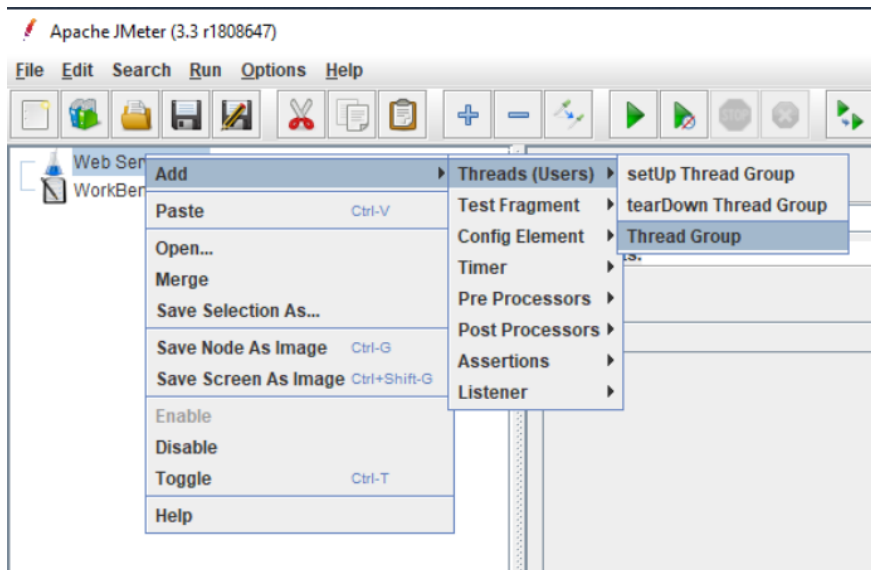 Apache JMeter (3.3 r1808647)
File Edit Search Run Options Help
STOP
Web Ser
WorkBen
Add
Paste Ctrl-V
Open...
Merge
Save Selection As...
Save Node As Image Ctrl-G
Save Screen As Image Ctrl+Shift-G
Enable
Disable
Toggle Ctrl-T
Help
Threads (Users)
Test Fragment
Config Element
Timer
Pre Processors
Post Processors
Assertions
Listener
setUp Thread Group
tearDown Thread Group
Thread Group